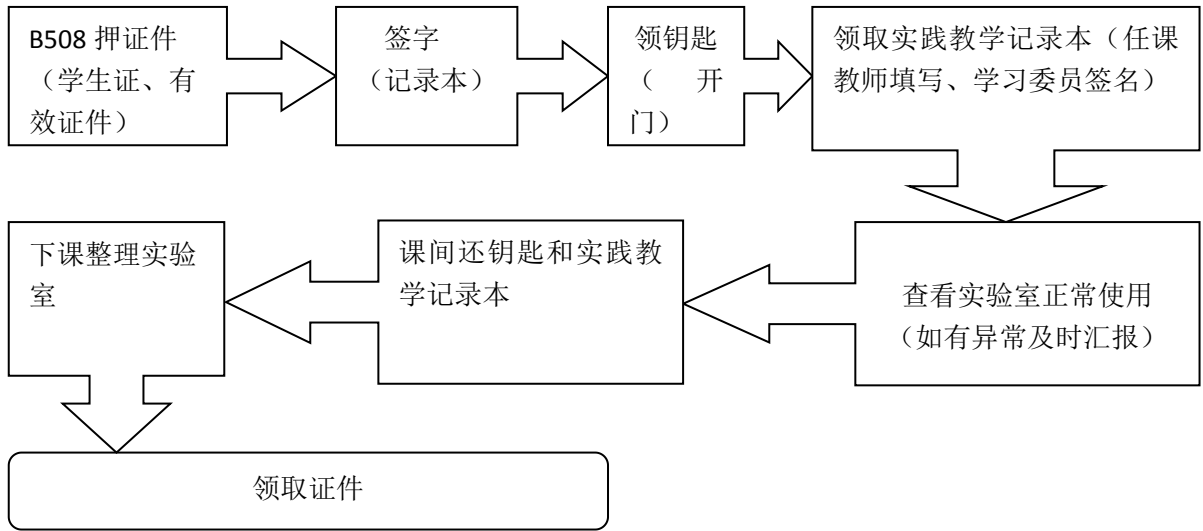 B508 押证件
（学生证、有
效证件）
签字
（记录本）
领钥匙
（ 开
门）
领取实践教学记录本（任课
教师填写、学习委员签名）
查看实验室正常使用
（如有异常及时汇报）
课间还钥匙和实践教
学记录本
下课整理实验
室
领取证件